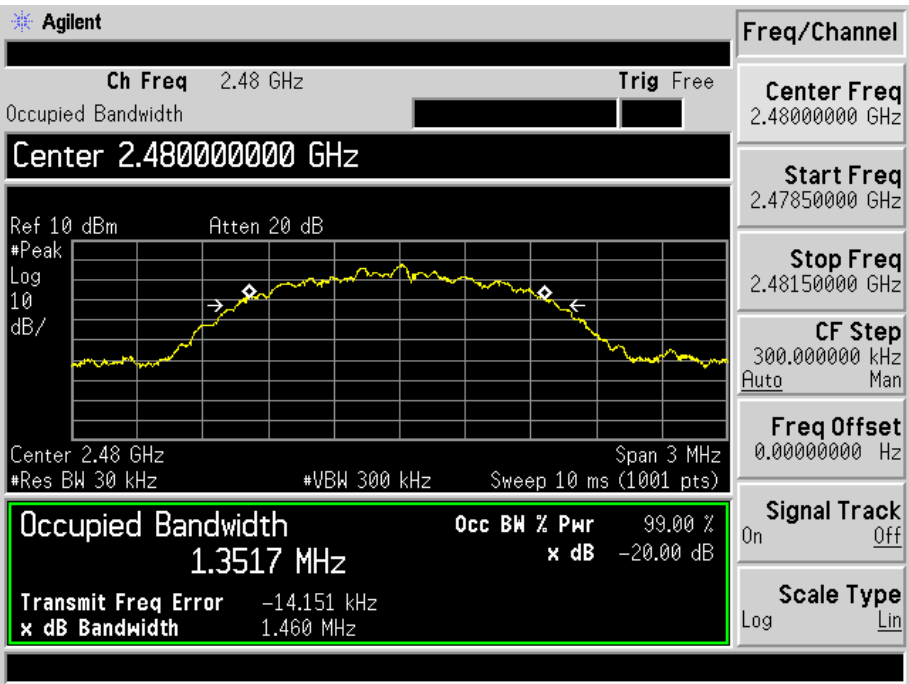 Agilent
Freq/Channel
Ch Freq 2.48 GHz Trig Free
Occupied Bandwidth
Center 2.480000000 GHz
Ref 10 dBm Atten 20 dB
#Peak
Log
10
dB/
Center 2.48 GHz Span 3 MHz
#Res BW 30 kHz #VBW 300 kHz Sweep 10 ms (1001 pts)
Occupied Bandwidth Occ BW % Pwr 99.00 %
1.3517 MHz x dB -20.00 dB
Transmit Freq Error -14.151 kHz
x dB Bandwidth 1.460 MHz
Center Freq
2.48000000 GHz
Start Freq
2.47850000 GHz
Stop Freq
2.48150000 GHz
CF Step
300.000000 kHz
Auto Man
Freq Offset
0.00000000 Hz
Signal Track
On Off
Scale Type
Log Lin